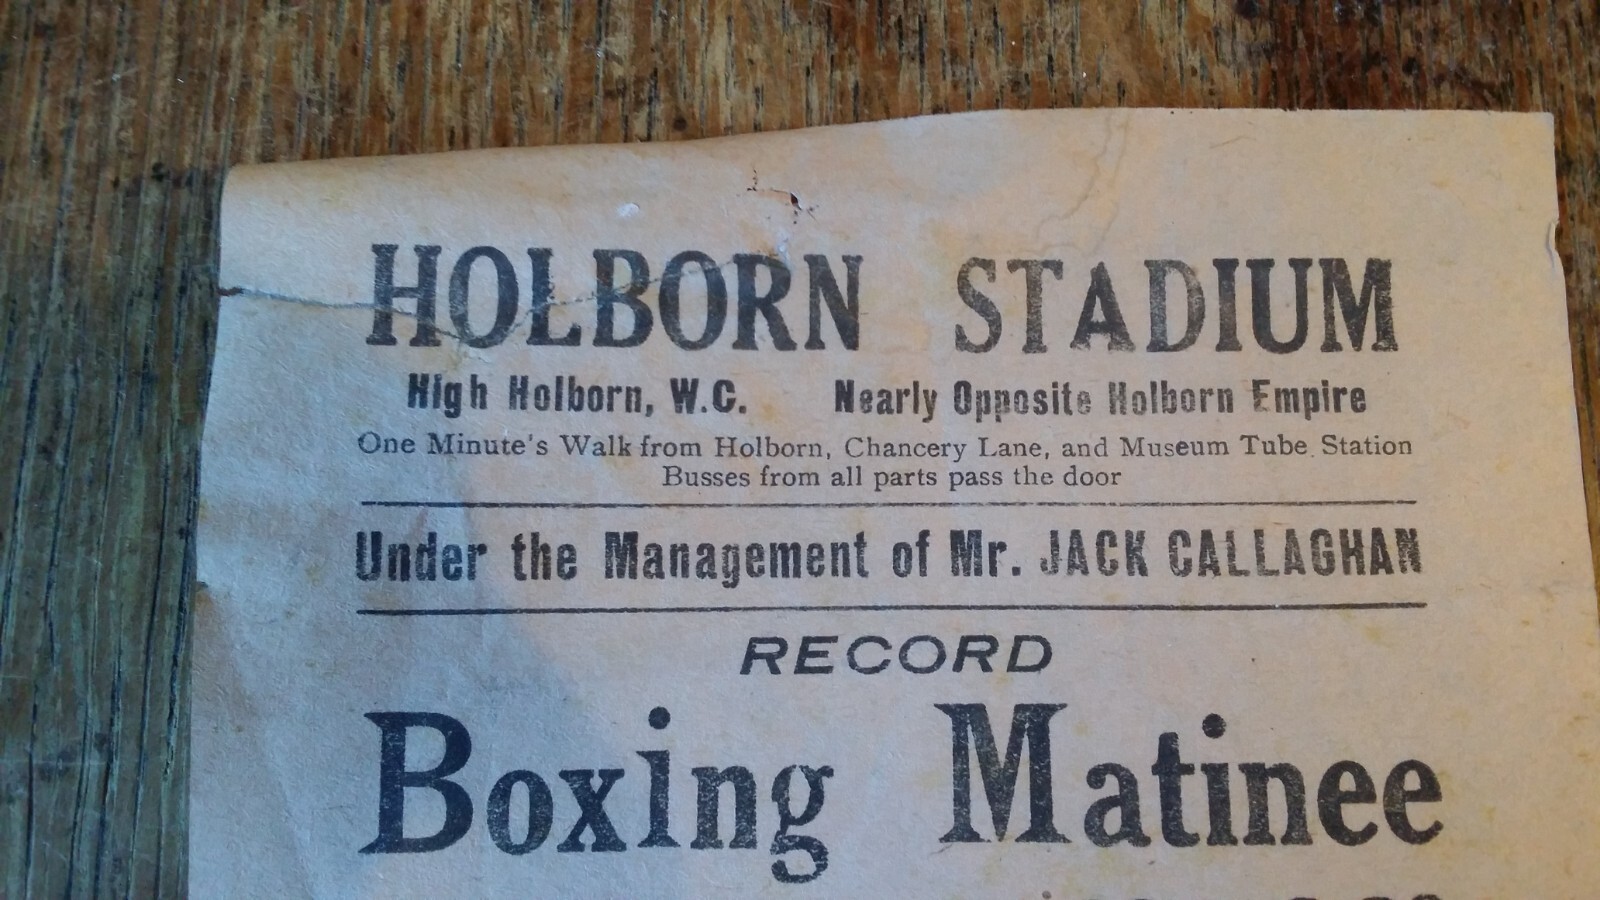 HOLBORN STADIUM
High Holborn, W.C. Nearly Opposite Holborn Empire
One Minute's Walk from Holborn, Chancery Lane, and Museum Tube Station
Busses from all parts pass the door
Under the Management of Mr. JACK CALLAGHAN
RECORD
Boxing Matinee